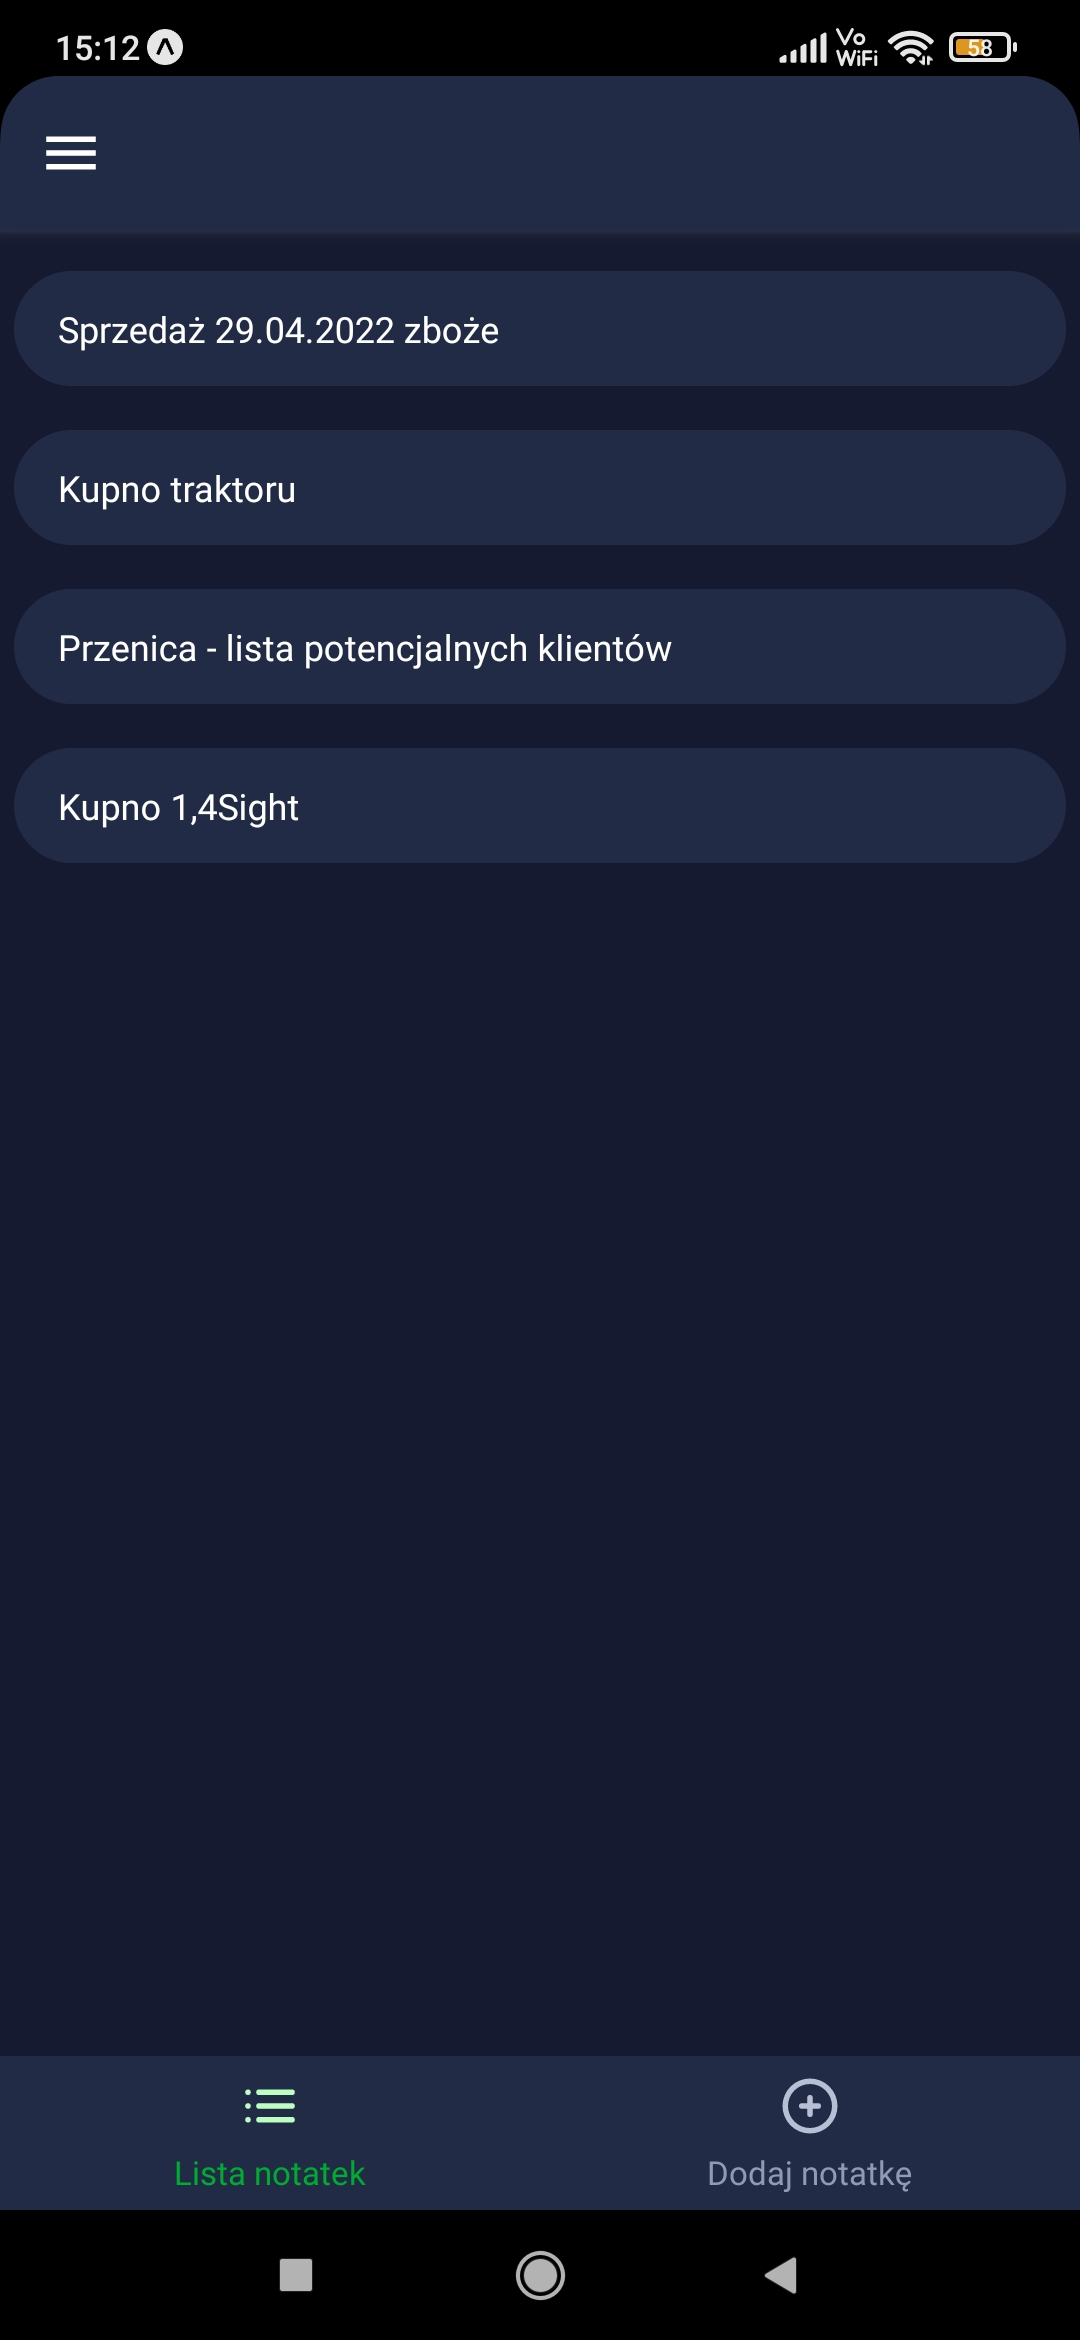 15:12
Vo
WiFi
58
Sprzedaż 29.04.2022 zboże
Kupno traktoru
Przenica - lista potencjalnych klientów
Kupno 1,4Sight
Lista notatek
Dodaj notatkę